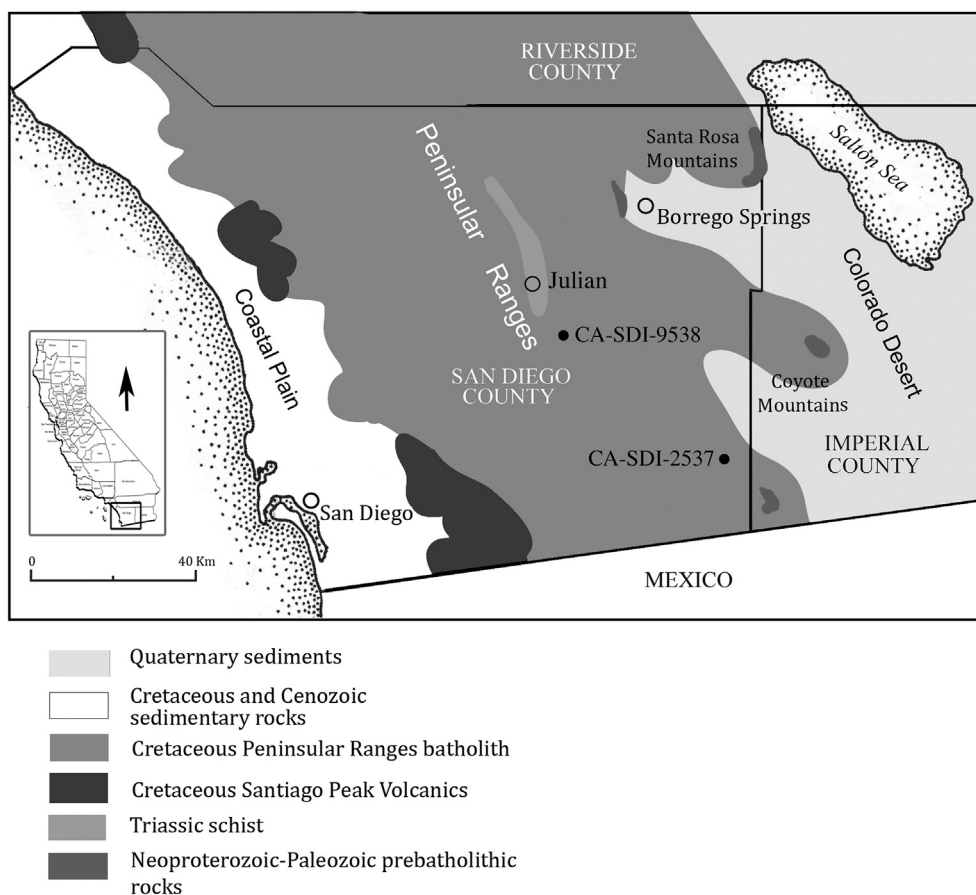 RIVERSIDE
COUNTY
Peninsular
Ranges
Santa Rosa
Mountains
Salton Sea
Borrego Springs
Julian
Colorado Desert
Coastal Plain
CA-SDI-9538
SAN DIEGO
COUNTY
Coyote
Mountains
IMPERIAL
COUNTY
CA-SDI-2537
San Diego
0 40 Km
MEXICO
Quaternary sediments
Cretaceous and Cenozoic
sedimentary rocks
Cretaceous Peninsular Ranges batholith
Cretaceous Santiago Peak Volcanics
Triassic schist
Neoproterozoic-Paleozoic prebatholithic
rocks